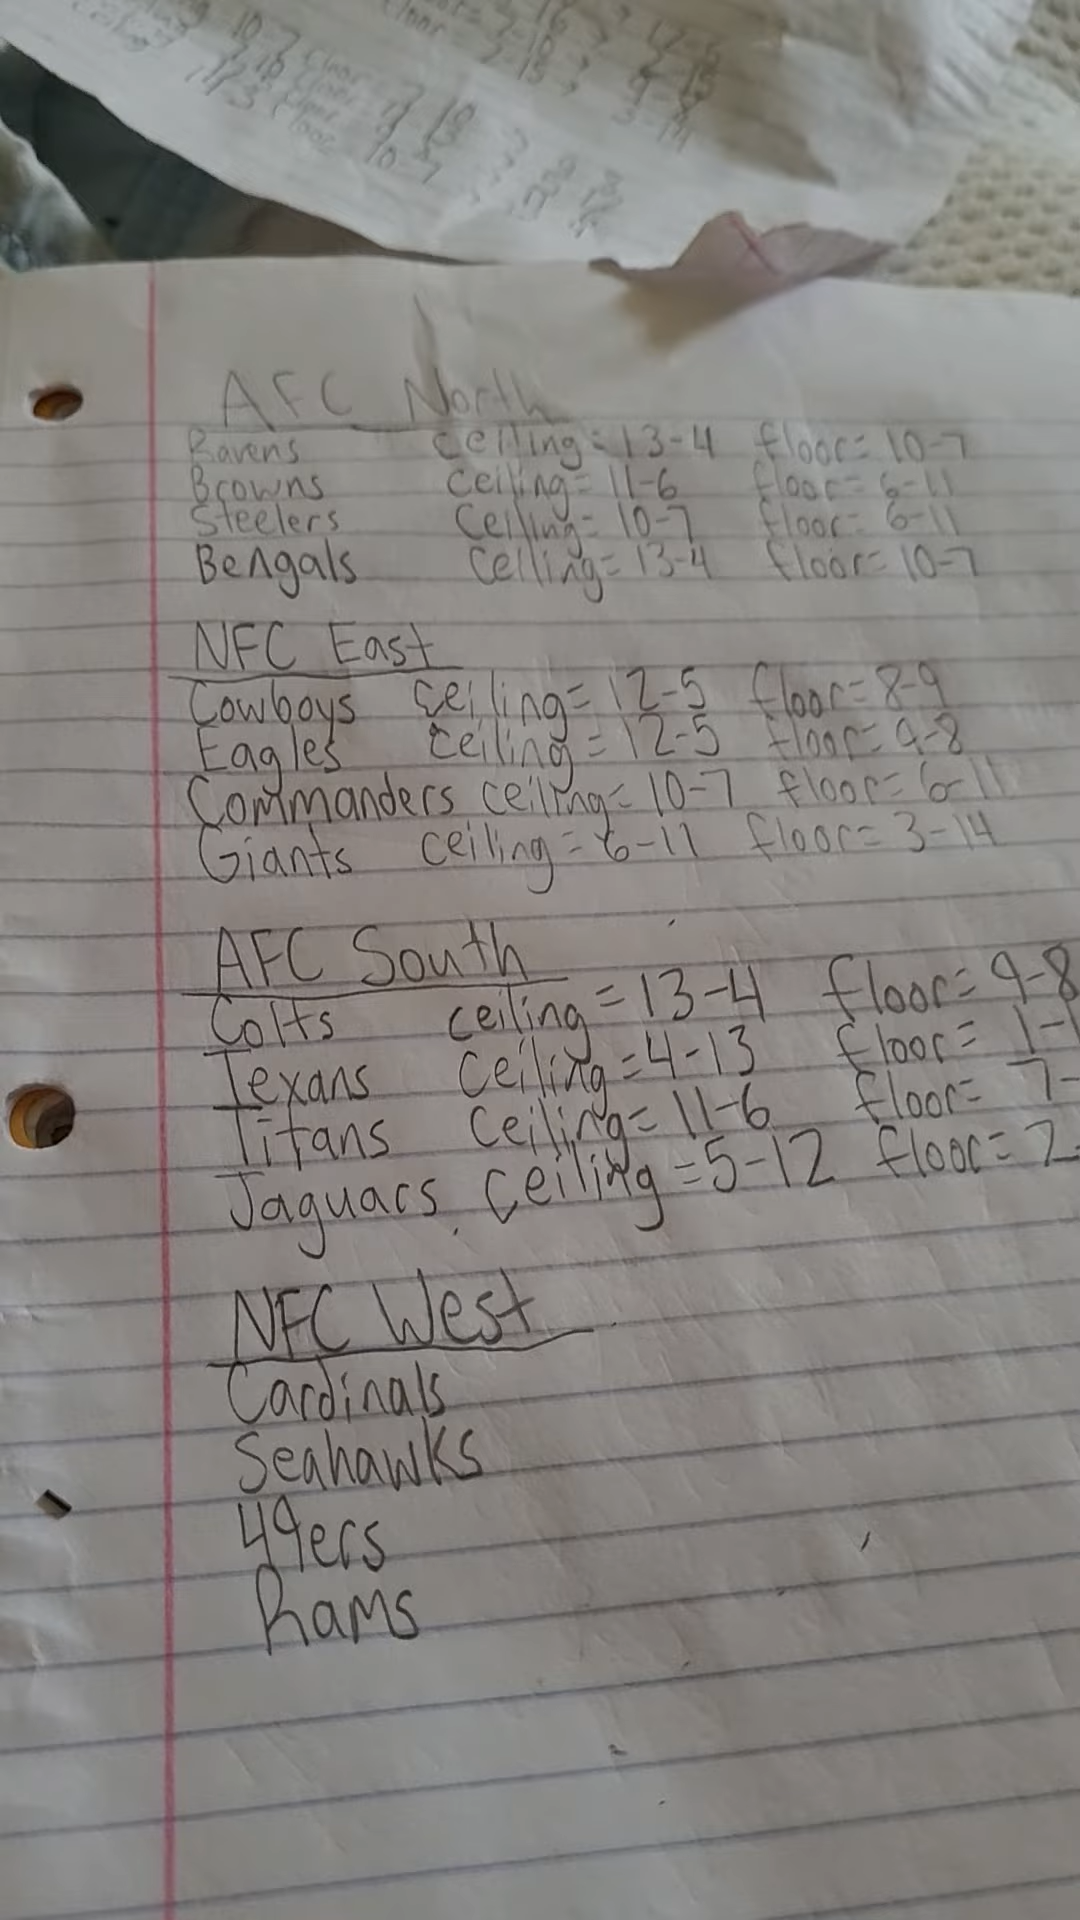 AFC North
Ravens ceiling= 13-4 floor= 10-7
Browns ceiling= 11-6 floor= 6-11
Steelers ceiling= 10-7 floor= 6-11
Bengals ceiling= 13-4 floor= 10-7
NFC East
Cowboys ceiling= 12-5 floor= 8-9
Eagles ceiling= 12-5 floor= 9-8
Commanders ceiling= 10-7 floor= 6-11
Giants ceiling= 6-11 floor= 3-14
AFC South
Colts ceiling= 13-4 floor= 9-8
Texans ceiling= 4-13 floor= 1-1
Titans ceiling= 11-6 floor= 7-
Jaguars ceiling= 5-12 floor= 2-
NFC West
Cardinals
Seahawks
49ers
Rams